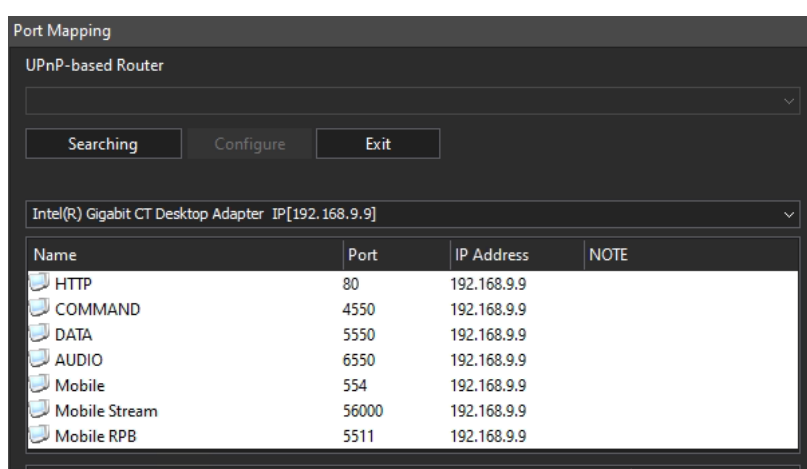 Port Mapping
UPnP-based Router
Searching Configure Exit
Intel(R) Gigabit CT Desktop Adapter IP[192.168.9.9]
Name Port IP Address NOTE
HTTP 80 192.168.9.9
COMMAND 4550 192.168.9.9
DATA 5550 192.168.9.9
AUDIO 6550 192.168.9.9
Mobile 554 192.168.9.9
Mobile Stream 56000 192.168.9.9
Mobile RPB 5511 192.168.9.9